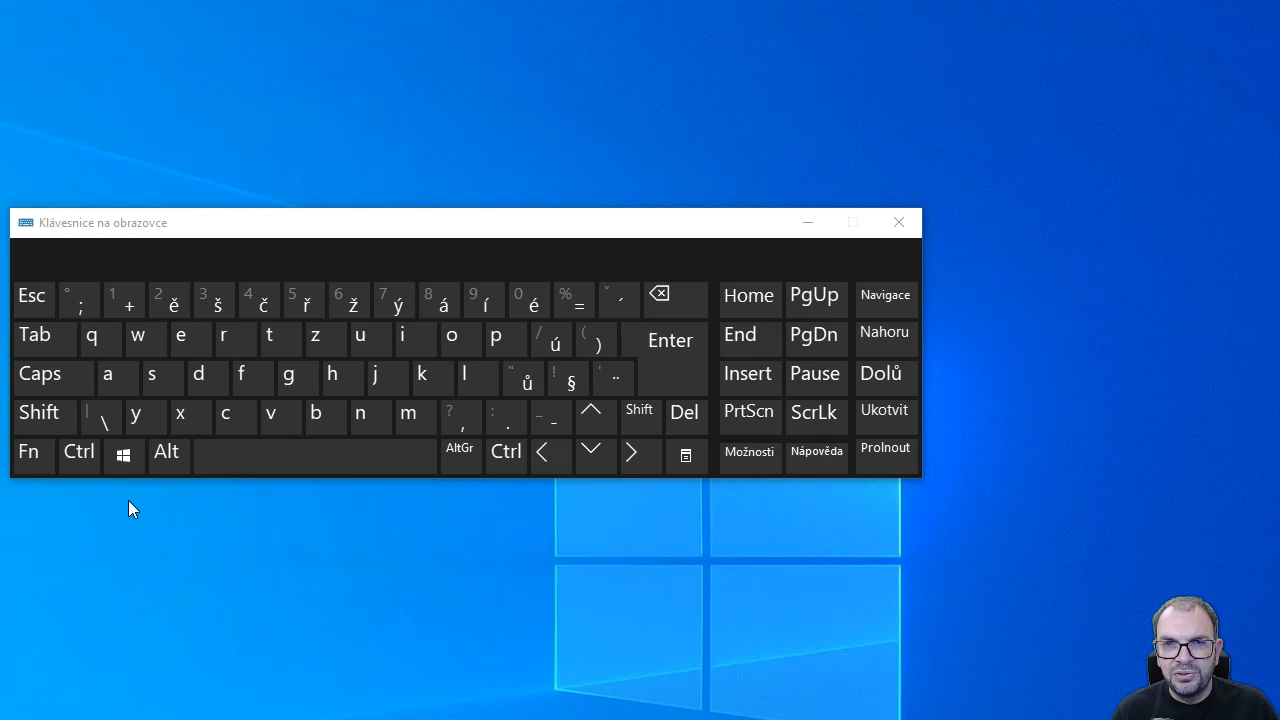 Klávesnice na obrazovce
Esc ° ; 1 + 2 ě 3 š 4 č 5 ř 6 ž 7 ý 8 á 9 í 0 é % = ˇ ´ Home PgUp Navigace
Tab q w e r t z u i o p / ú ( ) Enter End PgDn Nahoru
Caps a s d f g h j k l " ů ! § ' ¨ Insert Pause Dolů
Shift | \ y x c v b n m ? , : . _ - Shift Del PrtScn ScrLk Ukotvit
Fn Ctrl Alt AltGr Ctrl Možnosti Nápověda Prolnout